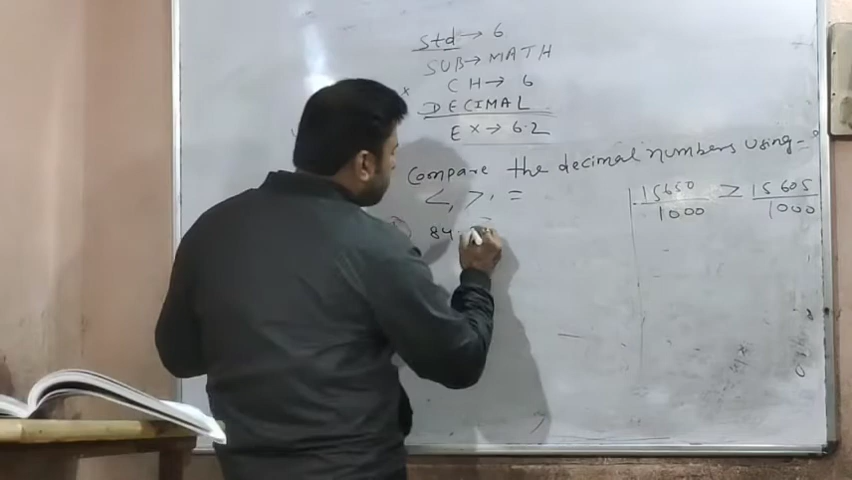 Std → 6
SUB → MATH
CH → 6
DECIMAL
EX → 6.2
Compare the decimal numbers using =
<, >, =
84
15650 > 15605
1000 1000